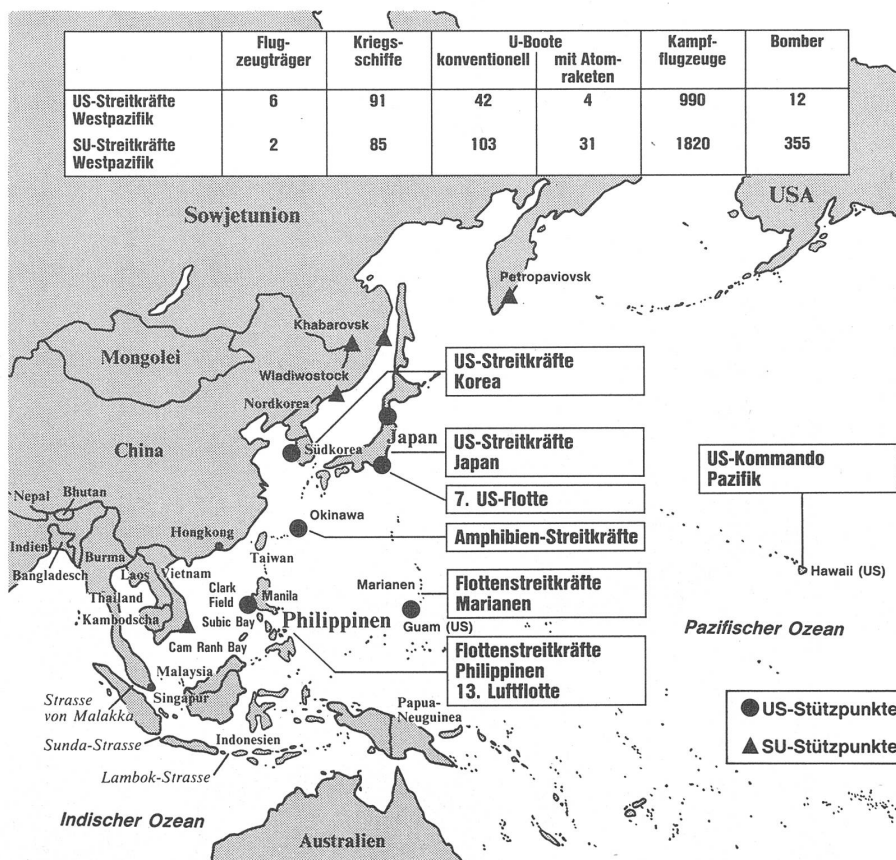 Flug-
zeugträger
Kriegs-
schiffe
U-Boote
konventionell
mit Atom-
raketen
Kampf-
flugzeuge
Bomber
US-Streitkräfte
Westpazifik
6
91
42
4
990
12
SU-Streitkräfte
Westpazifik
2
85
103
31
1820
355
USA
Sowjetunion
Petropaviovsk
Khabarovsk
Mongolei
US-Streitkräfte
Korea
Wladiwostock
Nordkorea
Japan
China
Südkorea
US-Streitkräfte
Japan
US-Kommando
Pazifik
7. US-Flotte
Nepal
Bhutan
Okinawa
Hongkong
Amphibien-Streitkräfte
Indien
Burma
Taiwan
Bangladesch
Laos
Vietnam
Hawaii (US)
Thailand
Clark
Field
Manila
Marianen
Flottenstreitkräfte
Marianen
Kambodscha
Subic Bay
Philippinen
Guam (US)
Pazifischer Ozean
Cam Ranh Bay
Flottenstreitkräfte
Philippinen
13. Luftflotte
Malaysia
Strasse
von Malakka
Singapur
Papua-
Neuguinea
US-Stützpunkte
Sunda-Strasse
Indonesien
SU-Stützpunkte
Lambok-Strasse
Indischer Ozean
Australien